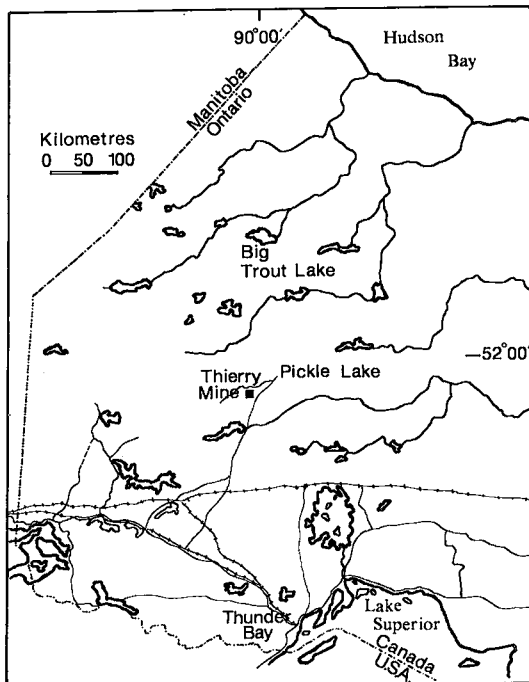 90°00'
Hudson
Bay
Manitoba
Ontario
Kilometres
0 50 100
Big
Trout Lake
52°00'
Thierry
Mine
Pickle Lake
Thunder
Bay
Lake
Superior
Canada
USA